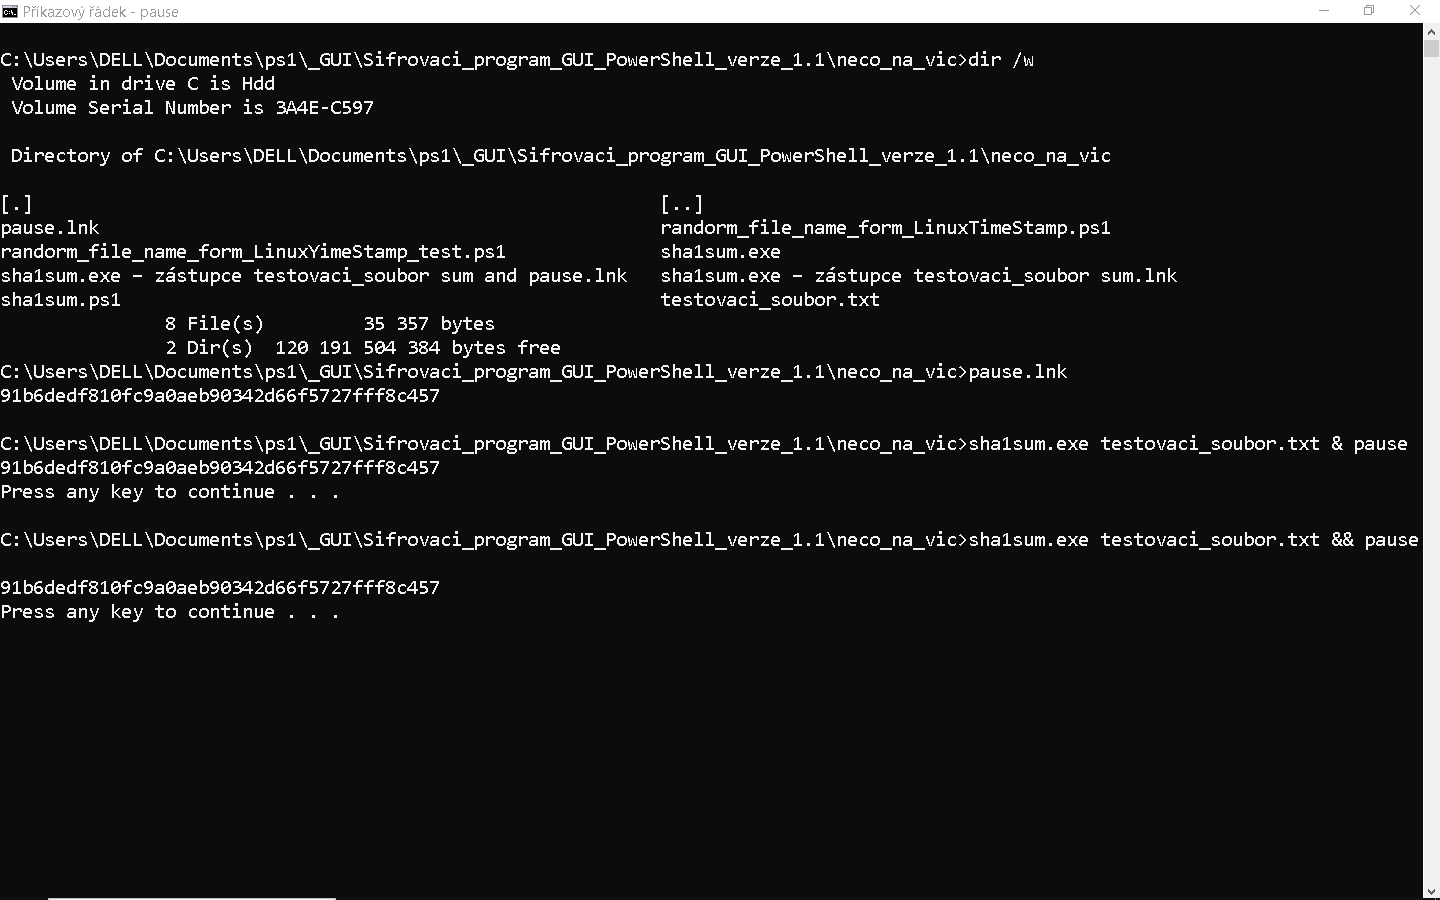 Příkazový řádek - pause
C:\Users\DELL\Documents\ps1\_GUI\Sifrovaci_program_GUI_PowerShell_verze_1.1\neco_na_vic>dir /w
Volume in drive C is Hdd
Volume Serial Number is 3A4E-C597
Directory of C:\Users\DELL\Documents\ps1\_GUI\Sifrovaci_program_GUI_PowerShell_verze_1.1\neco_na_vic
[.] [..]
pause.lnk randorm_file_name_form_LinuxTimeStamp.ps1
randorm_file_name_form_LinuxYimeStamp_test.ps1 sha1sum.exe
sha1sum.exe – zástupce testovaci_soubor sum and pause.lnk sha1sum.exe – zástupce testovaci_soubor sum.lnk
sha1sum.ps1 testovaci_soubor.txt
8 File(s) 35 357 bytes
2 Dir(s) 120 191 504 384 bytes free
C:\Users\DELL\Documents\ps1\_GUI\Sifrovaci_program_GUI_PowerShell_verze_1.1\neco_na_vic>pause.lnk
91b6dedf810fc9a0aeb90342d66f5727fff8c457
C:\Users\DELL\Documents\ps1\_GUI\Sifrovaci_program_GUI_PowerShell_verze_1.1\neco_na_vic>sha1sum.exe testovaci_soubor.txt & pause
91b6dedf810fc9a0aeb90342d66f5727fff8c457
Press any key to continue . . .
C:\Users\DELL\Documents\ps1\_GUI\Sifrovaci_program_GUI_PowerShell_verze_1.1\neco_na_vic>sha1sum.exe testovaci_soubor.txt && pause
91b6dedf810fc9a0aeb90342d66f5727fff8c457
Press any key to continue . . .